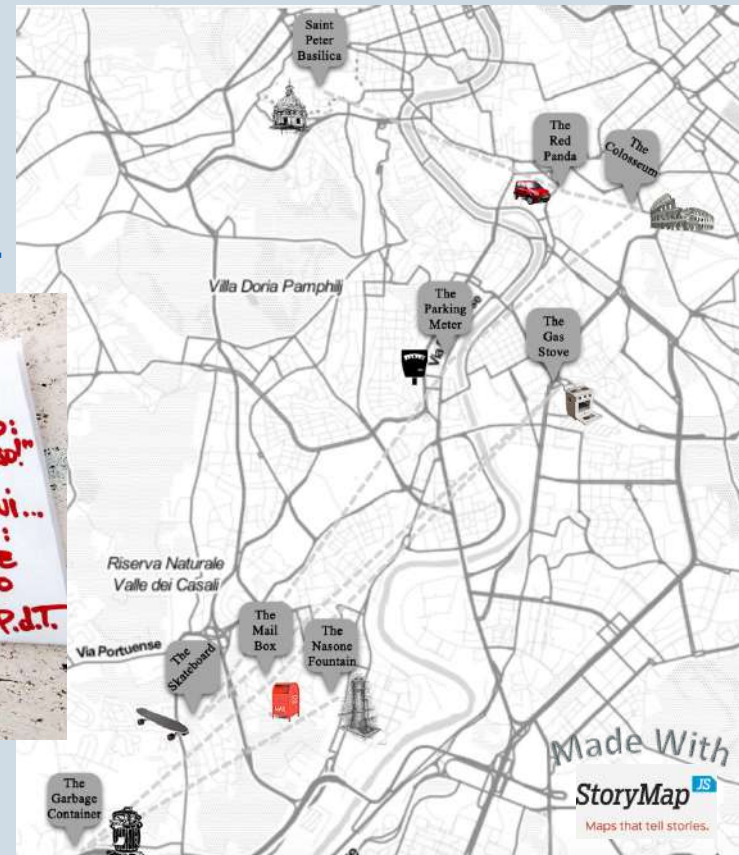 Saint
Peter
Basilica
The
Red
Panda
The
Colosseum
Villa Doria Pamphilj
The
Parking
Meter
The
Gas
Stove
Riserva Naturale
Valle dei Casali
The
Mail
Box
The
Nasone
Fountain
Via Portuense
The
Skateboard
The
Garbage
Container
P.d.T.
Made With
StoryMap JS
Maps that tell stories.